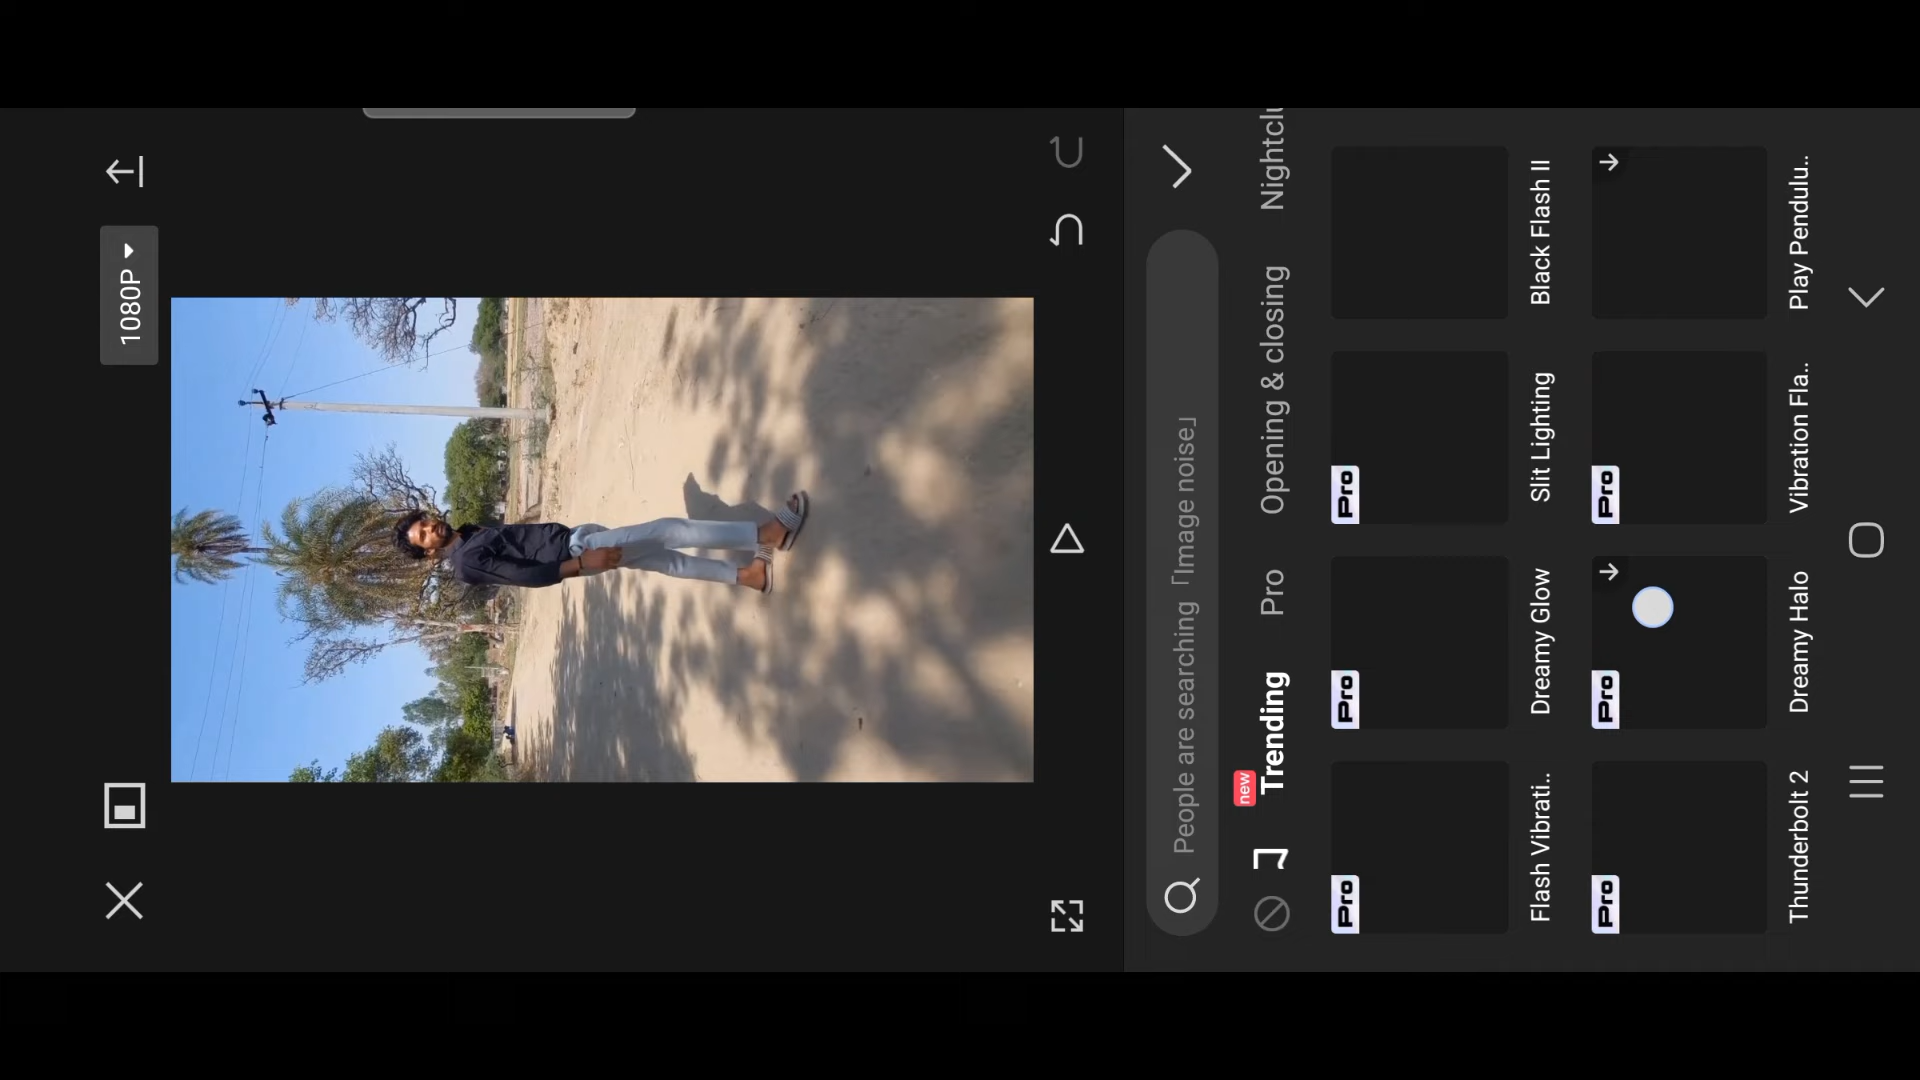 1080P
People are searching 「Image noise」
new
Trending Pro Opening & closing Nightclu
Pro Pro Pro
Flash Vibrati.. Dreamy Glow Slit Lighting Black Flash II
Pro Pro Pro
Thunderbolt 2 Dreamy Halo Vibration Fla.. Play Pendulu..